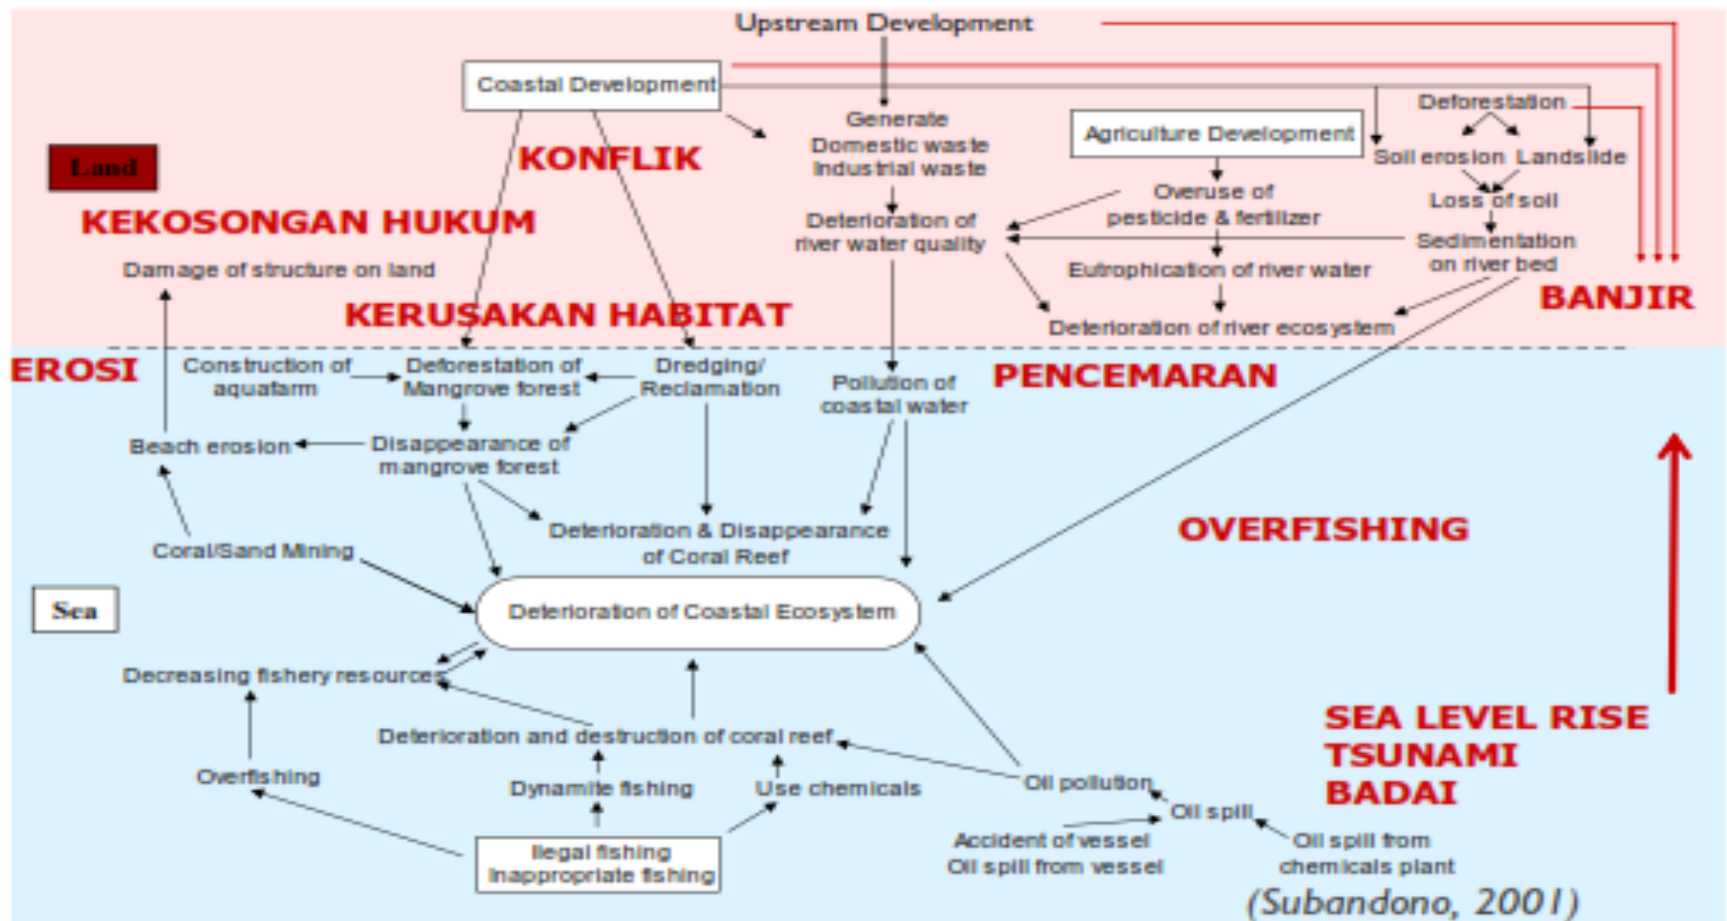 Upstream Development
Coastal Development
Generate
Domestic waste
Industrial waste
Agriculture Development
Deforestation
Soil erosion
Landslide
Land
KONFLIK
KEKOSONGAN HUKUM
Deterioration of
river water quality
Overuse of
pesticide & fertilizer
Loss of soil
Sedimentation
on river bed
Damage of structure on land
Eutrophication of river water
BANJIR
KERUSAKAN HABITAT
Deterioration of river ecosystem
EROSI
Construction of
aquafarm
Deforestation of
Mangrove forest
Dredging/
Reclamation
Pollution of
coastal water
PENCEMARAN
Beach erosion
Disappearance of
mangrove forest
Coral/Sand Mining
Deterioration & Disappearance
of Coral Reef
OVERFISHING
Sea
Deterioration of Coastal Ecosystem
Decreasing fishery resources
Deterioration and destruction of coral reef
SEA LEVEL RISE
TSUNAMI
BADAI
Overfishing
Dynamite fishing
Use chemicals
Oil pollution
Oil spill
Accident of vessel
Oil spill from vessel
Oil spill from
chemicals plant
Ilegal fishing
Inappropriate fishing
(Subandono, 2001)